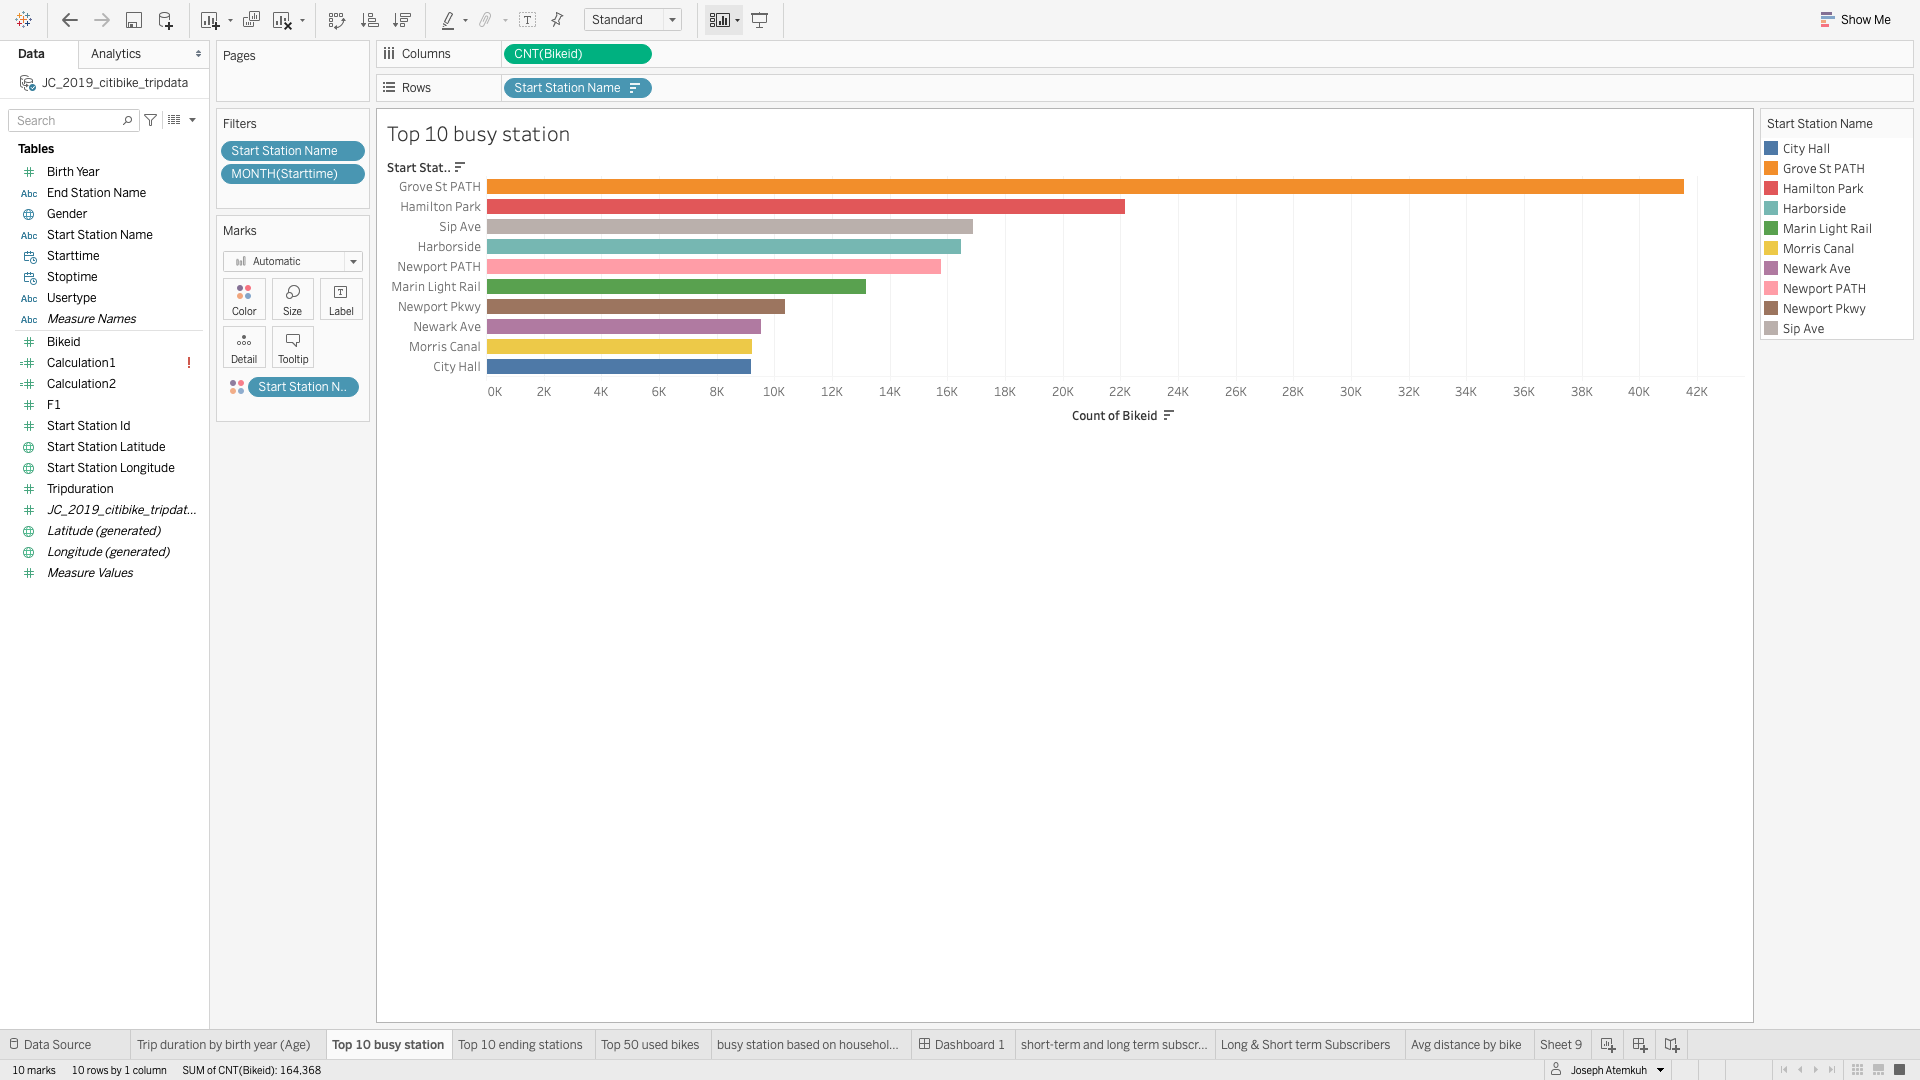 Standard
Show Me
Data
Analytics
JC_2019_citibike_tripdata
Search
Tables
Birth Year
Abc End Station Name
Gender
Abc Start Station Name
Starttime
Stoptime
Abc Usertype
Abc Measure Names
Bikeid
Calculation1 !
Calculation2
F1
Start Station Id
Start Station Latitude
Start Station Longitude
Tripduration
JC_2019_citibike_tripdat...
Latitude (generated)
Longitude (generated)
Measure Values
Pages
Filters
Start Station Name
MONTH(Starttime)
Marks
Automatic
Color
Size
Label
Detail
Tooltip
Start Station N..
Columns
CNT(Bikeid)
Rows
Start Station Name
Top 10 busy station
Start Stat..
Grove St PATH
Hamilton Park
Sip Ave
Harborside
Newport PATH
Marin Light Rail
Newport Pkwy
Newark Ave
Morris Canal
City Hall
0K 2K 4K 6K 8K 10K 12K 14K 16K 18K 20K 22K 24K 26K 28K 30K 32K 34K 36K 38K 40K 42K
Count of Bikeid
Start Station Name
City Hall
Grove St PATH
Hamilton Park
Harborside
Marin Light Rail
Morris Canal
Newark Ave
Newport PATH
Newport Pkwy
Sip Ave
Data Source
Trip duration by birth year (Age)
Top 10 busy station
Top 10 ending stations
Top 50 used bikes
busy station based on househol...
Dashboard 1
short-term and long term subscr...
Long & Short term Subscribers
Avg distance by bike
Sheet 9
10 marks
10 rows by 1 column
SUM of CNT(Bikeid): 164,368
Joseph Atemkuh